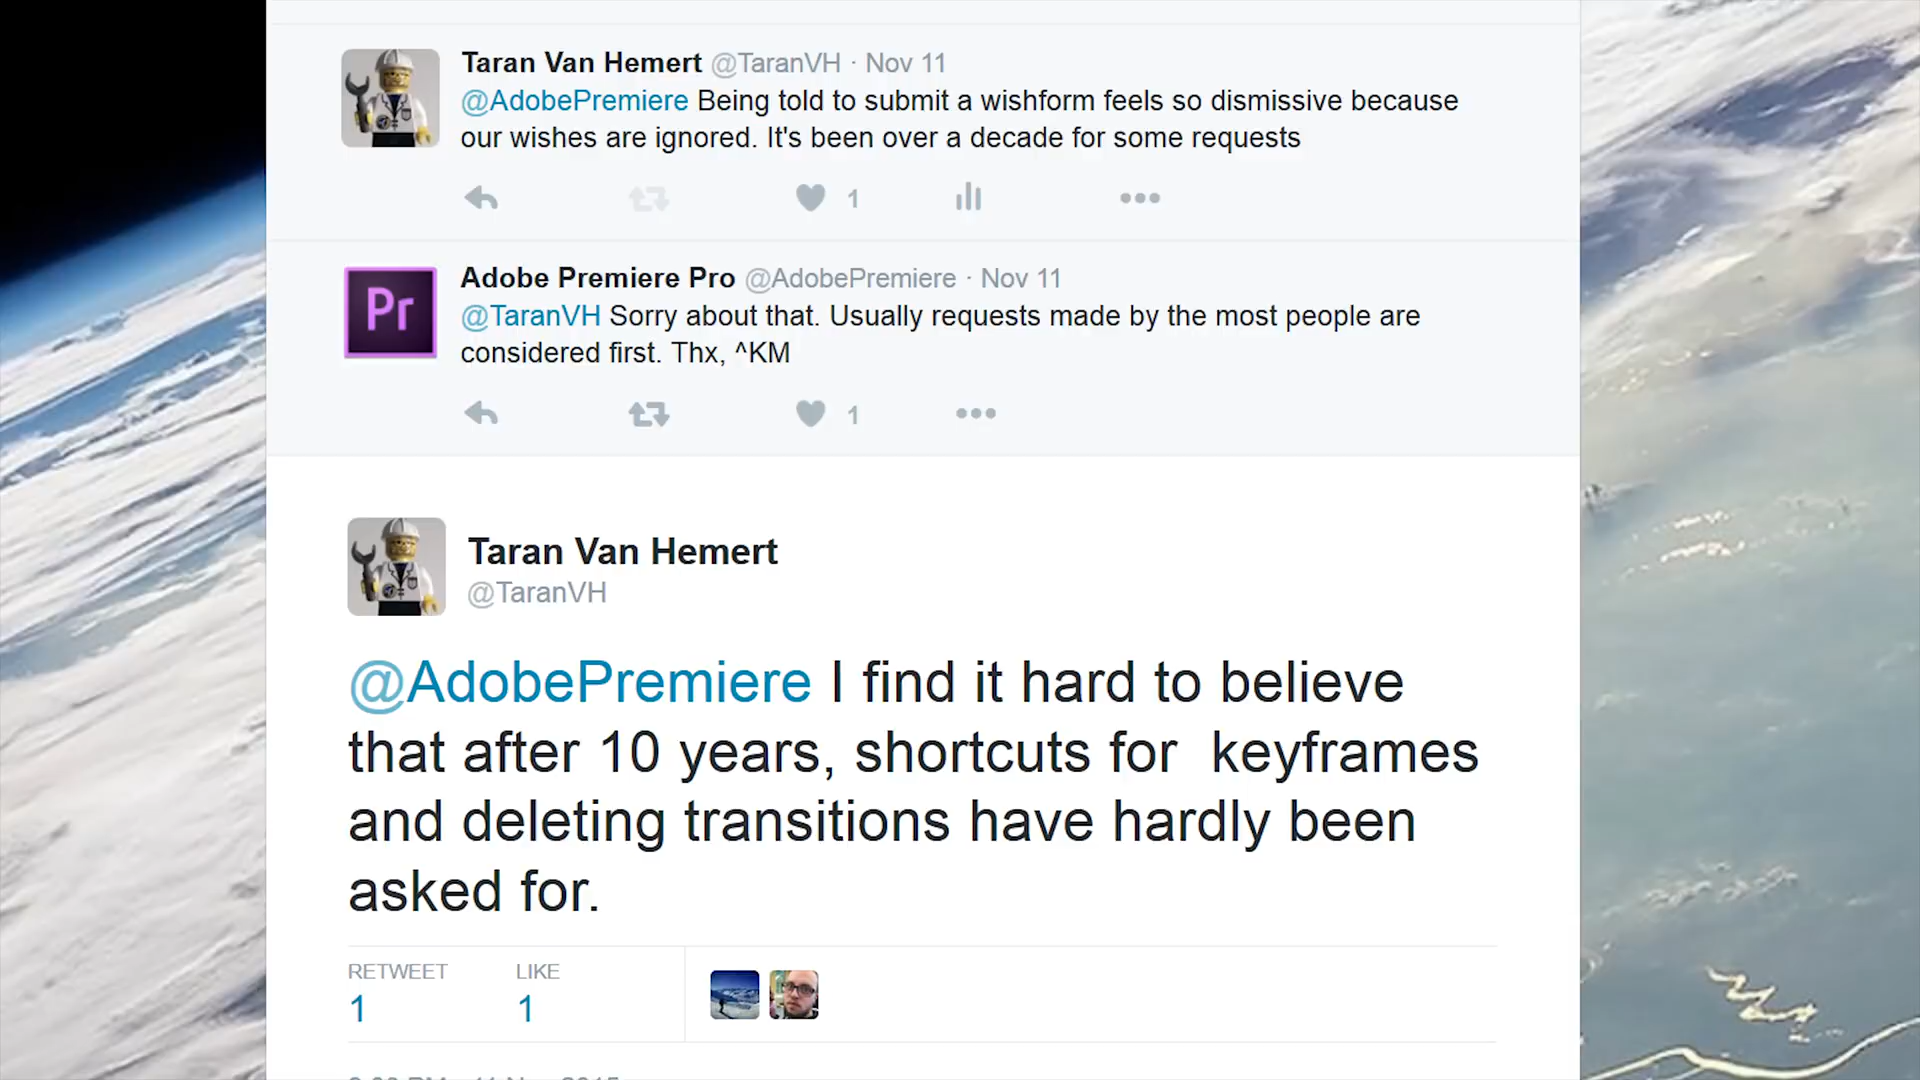 Taran Van Hemert @TaranVH · Nov 11
@AdobePremiere Being told to submit a wishform feels so dismissive because
our wishes are ignored. It's been over a decade for some requests
1
Pr
Adobe Premiere Pro @AdobePremiere · Nov 11
@TaranVH Sorry about that. Usually requests made by the most people are
considered first. Thx, ^KM
1
Taran Van Hemert
@TaranVH
@AdobePremiere I find it hard to believe
that after 10 years, shortcuts for  keyframes
and deleting transitions have hardly been
asked for.
RETWEET LIKE
1 1